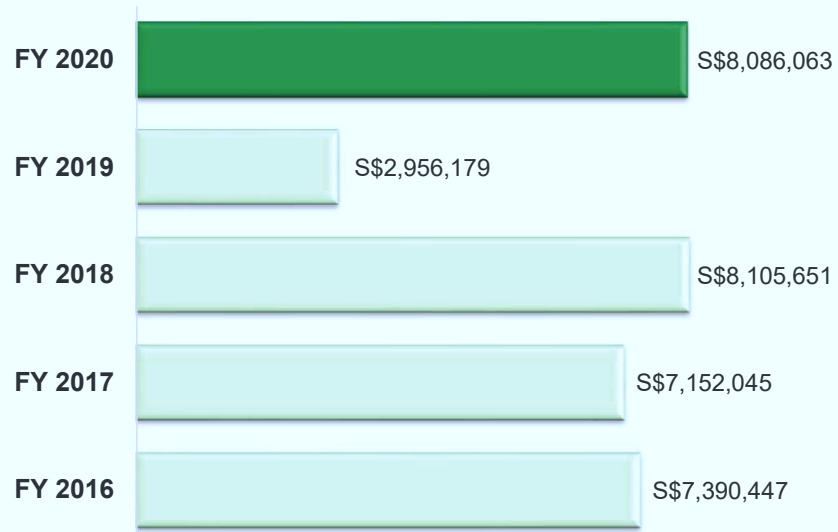 FY 2020 S$8,086,063
FY 2019 S$2,956,179
FY 2018 S$8,105,651
FY 2017 S$7,152,045
FY 2016 S$7,390,447